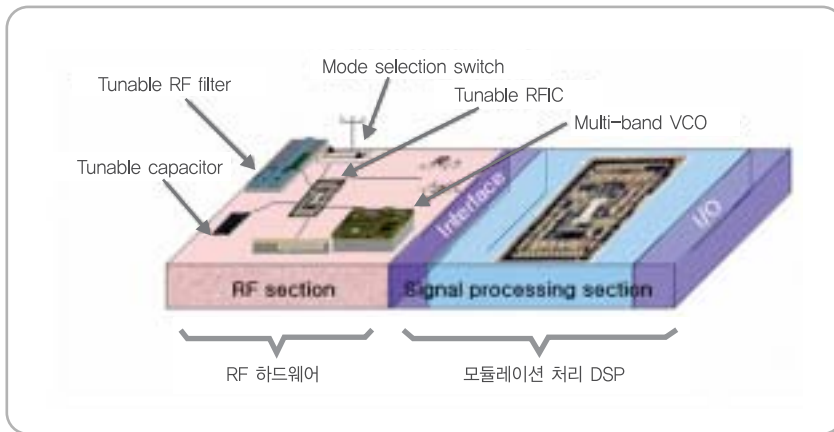 Mode selection switch
Tunable RF filter
Tunable RFIC
Multi-band VCO
Tunable capacitor
Interface
I/O
RF section
Signal processing section
RF 하드웨어
모듈레이션 처리 DSP